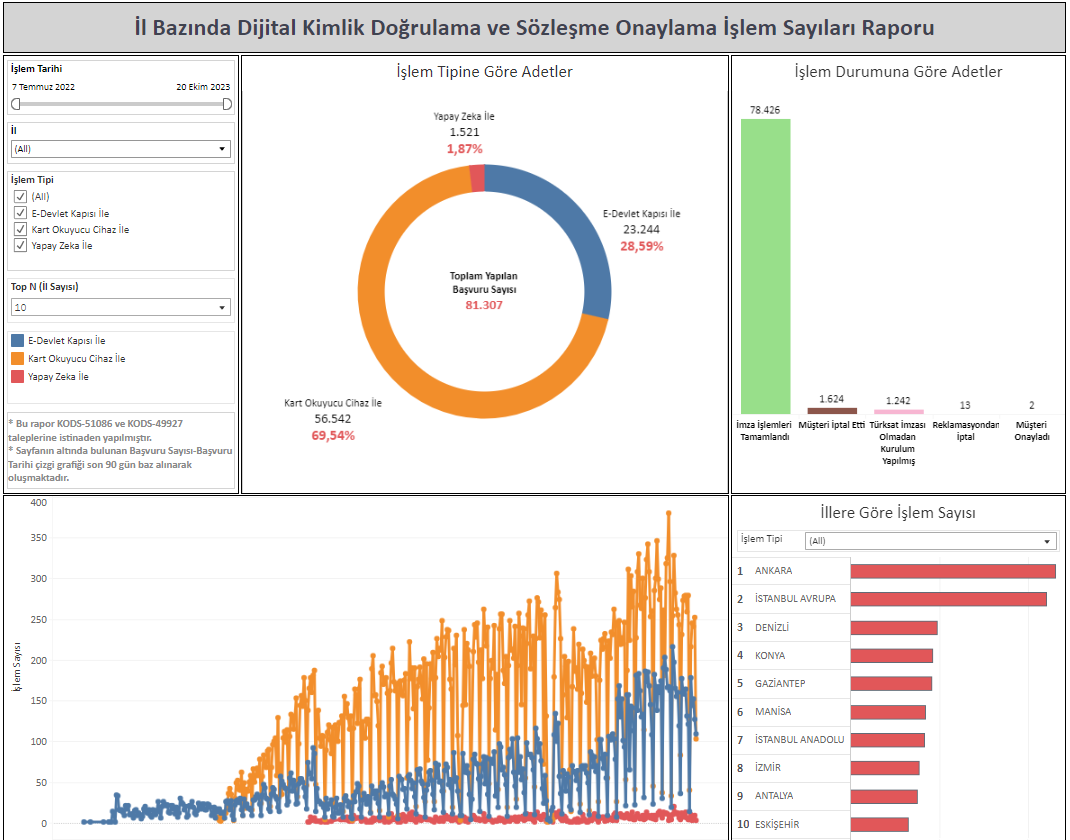 İl Bazında Dijital Kimlik Doğrulama ve Sözleşme Onaylama İşlem Sayıları Raporu
İşlem Tarihi
7 Temmuz 2022
20 Ekim 2023
İl
(All)
İşlem Tipi
(All)
E-Devlet Kapısı İle
Kart Okuyucu Cihaz İle
Yapay Zeka İle
Top N (İl Sayısı)
10
E-Devlet Kapısı İle
Kart Okuyucu Cihaz İle
Yapay Zeka İle
* Bu rapor KODS-51086 ve KODS-49927
taleplerine istinaden yapılmıştır.
* Sayfanın altında bulunan Başvuru Sayısı-Başvuru
Tarihi çizgi grafiği son 90 gün baz alınarak
oluşmaktadır.
İşlem Tipine Göre Adetler
Yapay Zeka İle
1.521
1,87%
E-Devlet Kapısı İle
23.244
28,59%
Toplam Yapılan
Başvuru Sayısı
81.307
Kart Okuyucu Cihaz İle
56.542
69,54%
İşlem Durumuna Göre Adetler
78.426
1.624
1.242
13
2
İmza İşlemleri
Tamamlandı
Müşteri İptal Etti
Türksat İmzası
Olmadan
Kurulum
Yapılmış
Reklamasyondan
İptal
Müşteri
Onayladı
400
350
300
250
200
150
100
50
0
İşlem Sayısı
İllere Göre İşlem Sayısı
İşlem Tipi
(All)
1 ANKARA
2 İSTANBUL AVRUPA
3 DENİZLİ
4 KONYA
5 GAZİANTEP
6 MANİSA
7 İSTANBUL ANADOLU
8 İZMİR
9 ANTALYA
10 ESKİŞEHİR